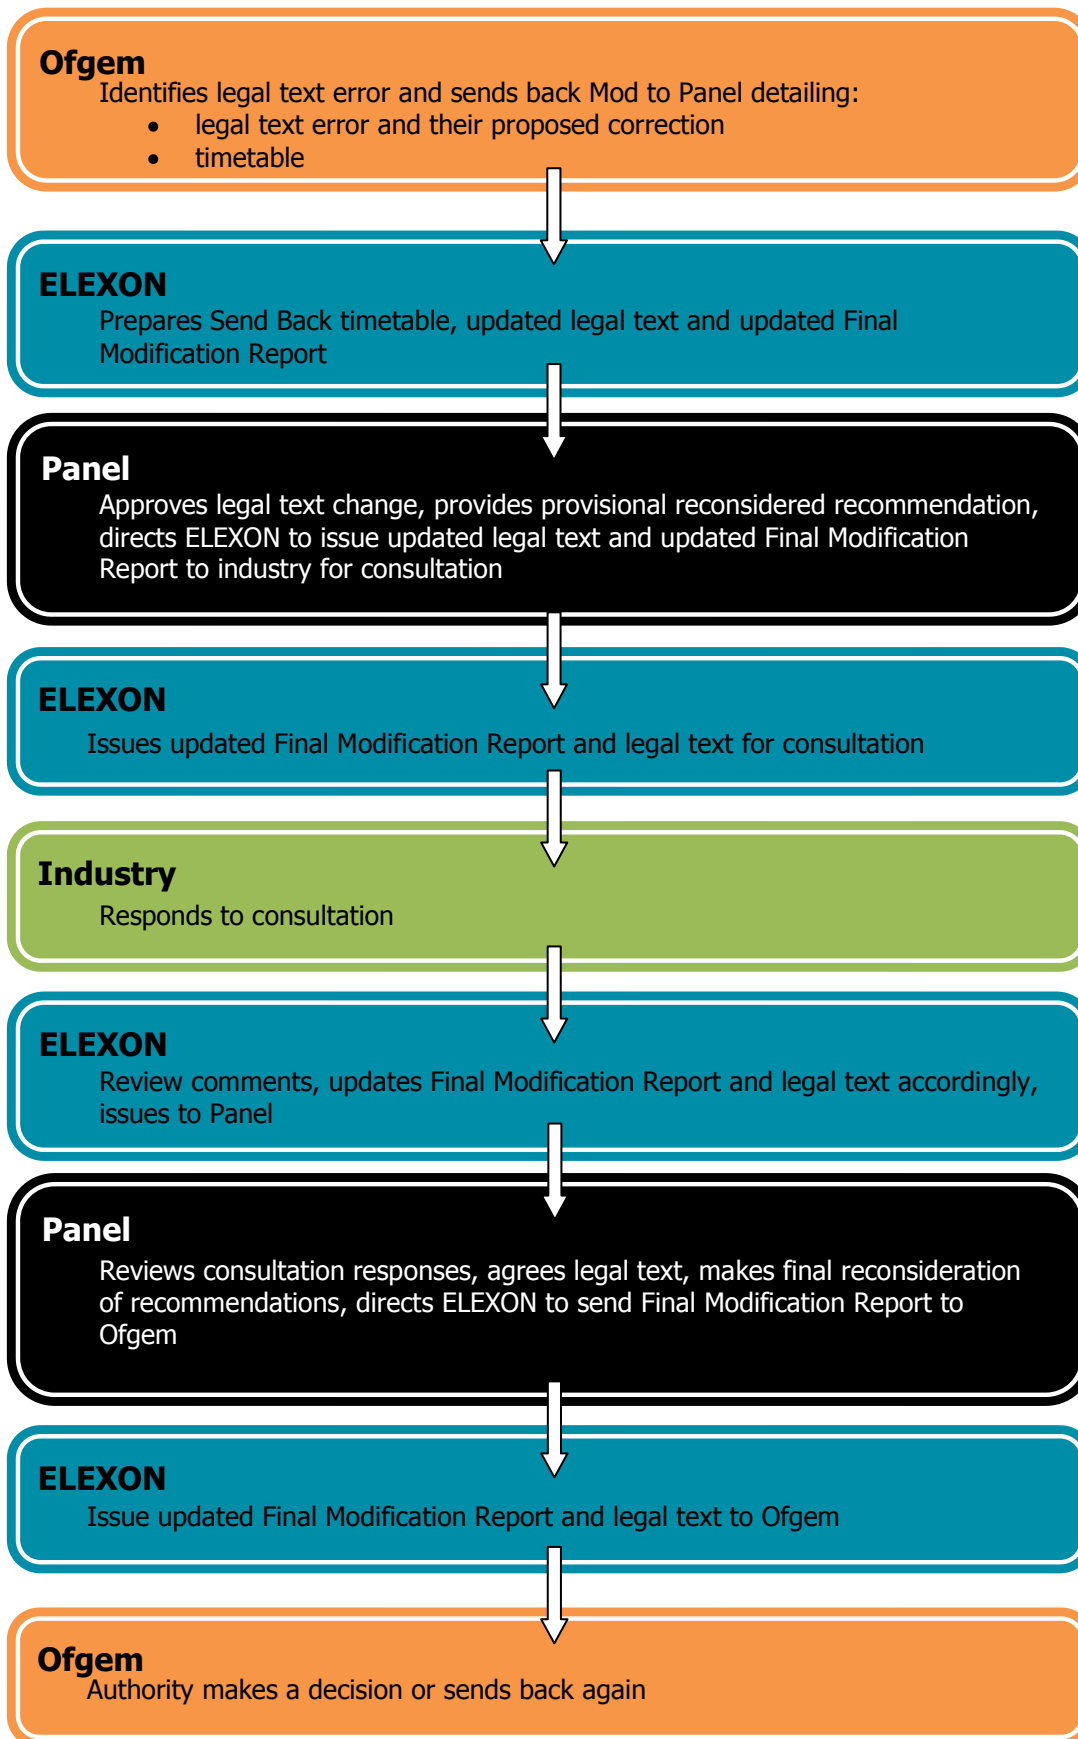 Ofgem
Identifies legal text error and sends back Mod to Panel detailing:
• legal text error and their proposed correction
• timetable
ELEXON
Prepares Send Back timetable, updated legal text and updated Final
Modification Report
Panel
Approves legal text change, provides provisional reconsidered recommendation,
directs ELEXON to issue updated legal text and updated Final Modification
Report to industry for consultation
ELEXON
Issues updated Final Modification Report and legal text for consultation
Industry
Responds to consultation
ELEXON
Review comments, updates Final Modification Report and legal text accordingly,
issues to Panel
Panel
Reviews consultation responses, agrees legal text, makes final reconsideration
of recommendations, directs ELEXON to send Final Modification Report to
Ofgem
ELEXON
Issue updated Final Modification Report and legal text to Ofgem
Ofgem
Authority makes a decision or sends back again